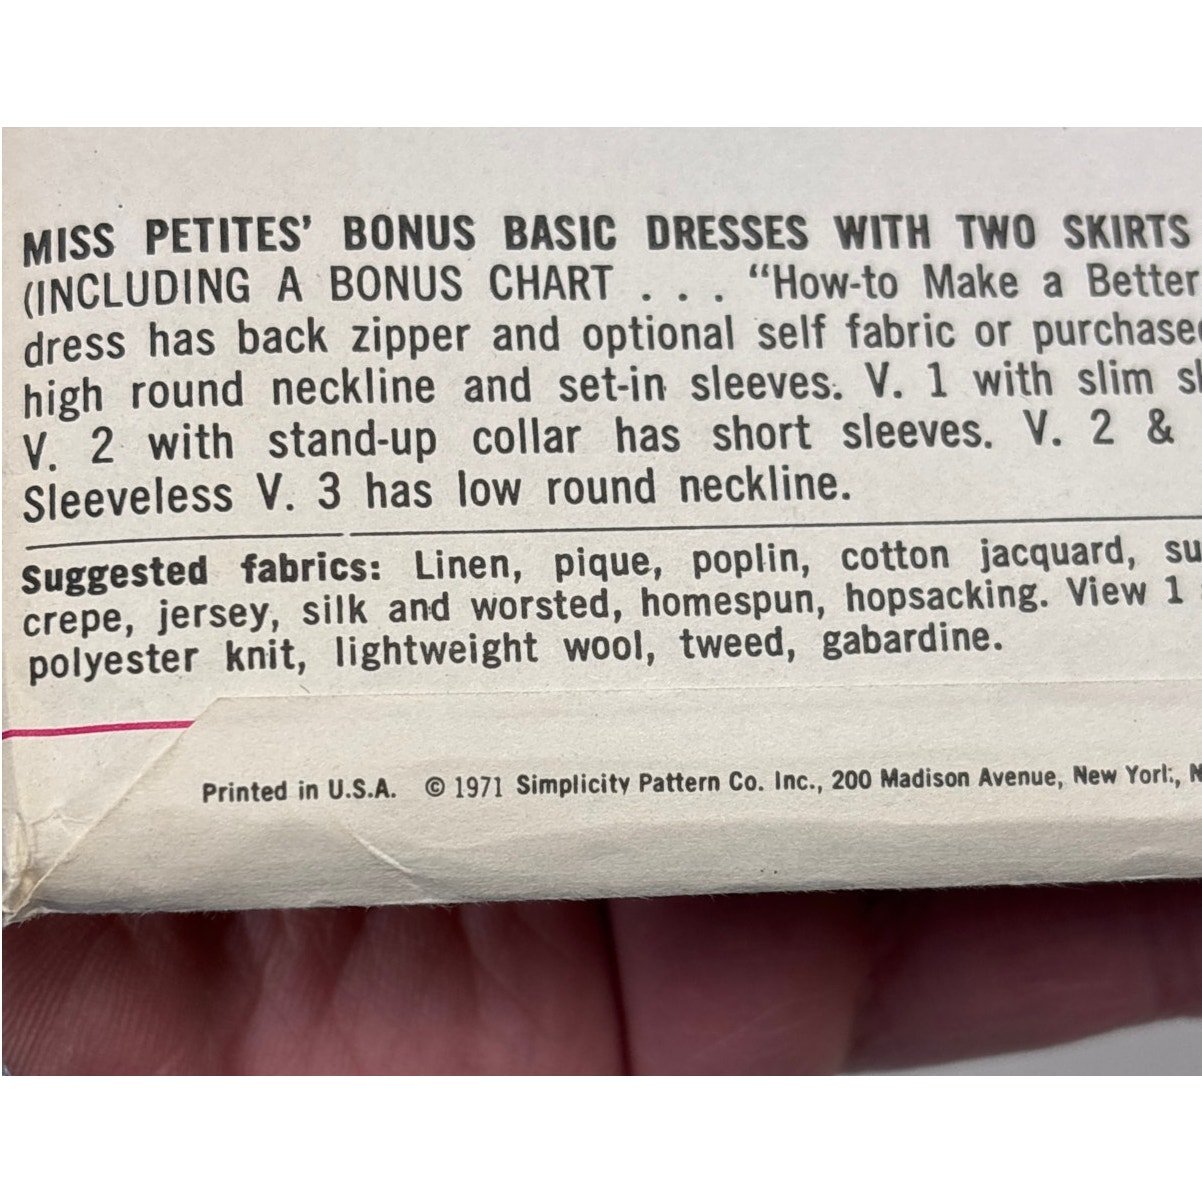 MISS PETITES' BONUS BASIC DRESSES WITH TWO SKIRTS
(INCLUDING A BONUS CHART . . . "How-to Make a Better
dress has back zipper and optional self fabric or purchased
high round neckline and set-in sleeves. V. 1 with slim
V. 2 with stand-up collar has short sleeves. V. 2 &
Sleeveless V. 3 has low round neckline.
Suggested fabrics: Linen, pique, poplin, cotton jacquard,
crepe, jersey, silk and worsted, homespun, hopsacking. View 1
polyester knit, lightweight wool, tweed, gabardine.
Printed in U.S.A. © 1971 Simplicity Pattern Co. Inc., 200 Madison Avenue, New York,